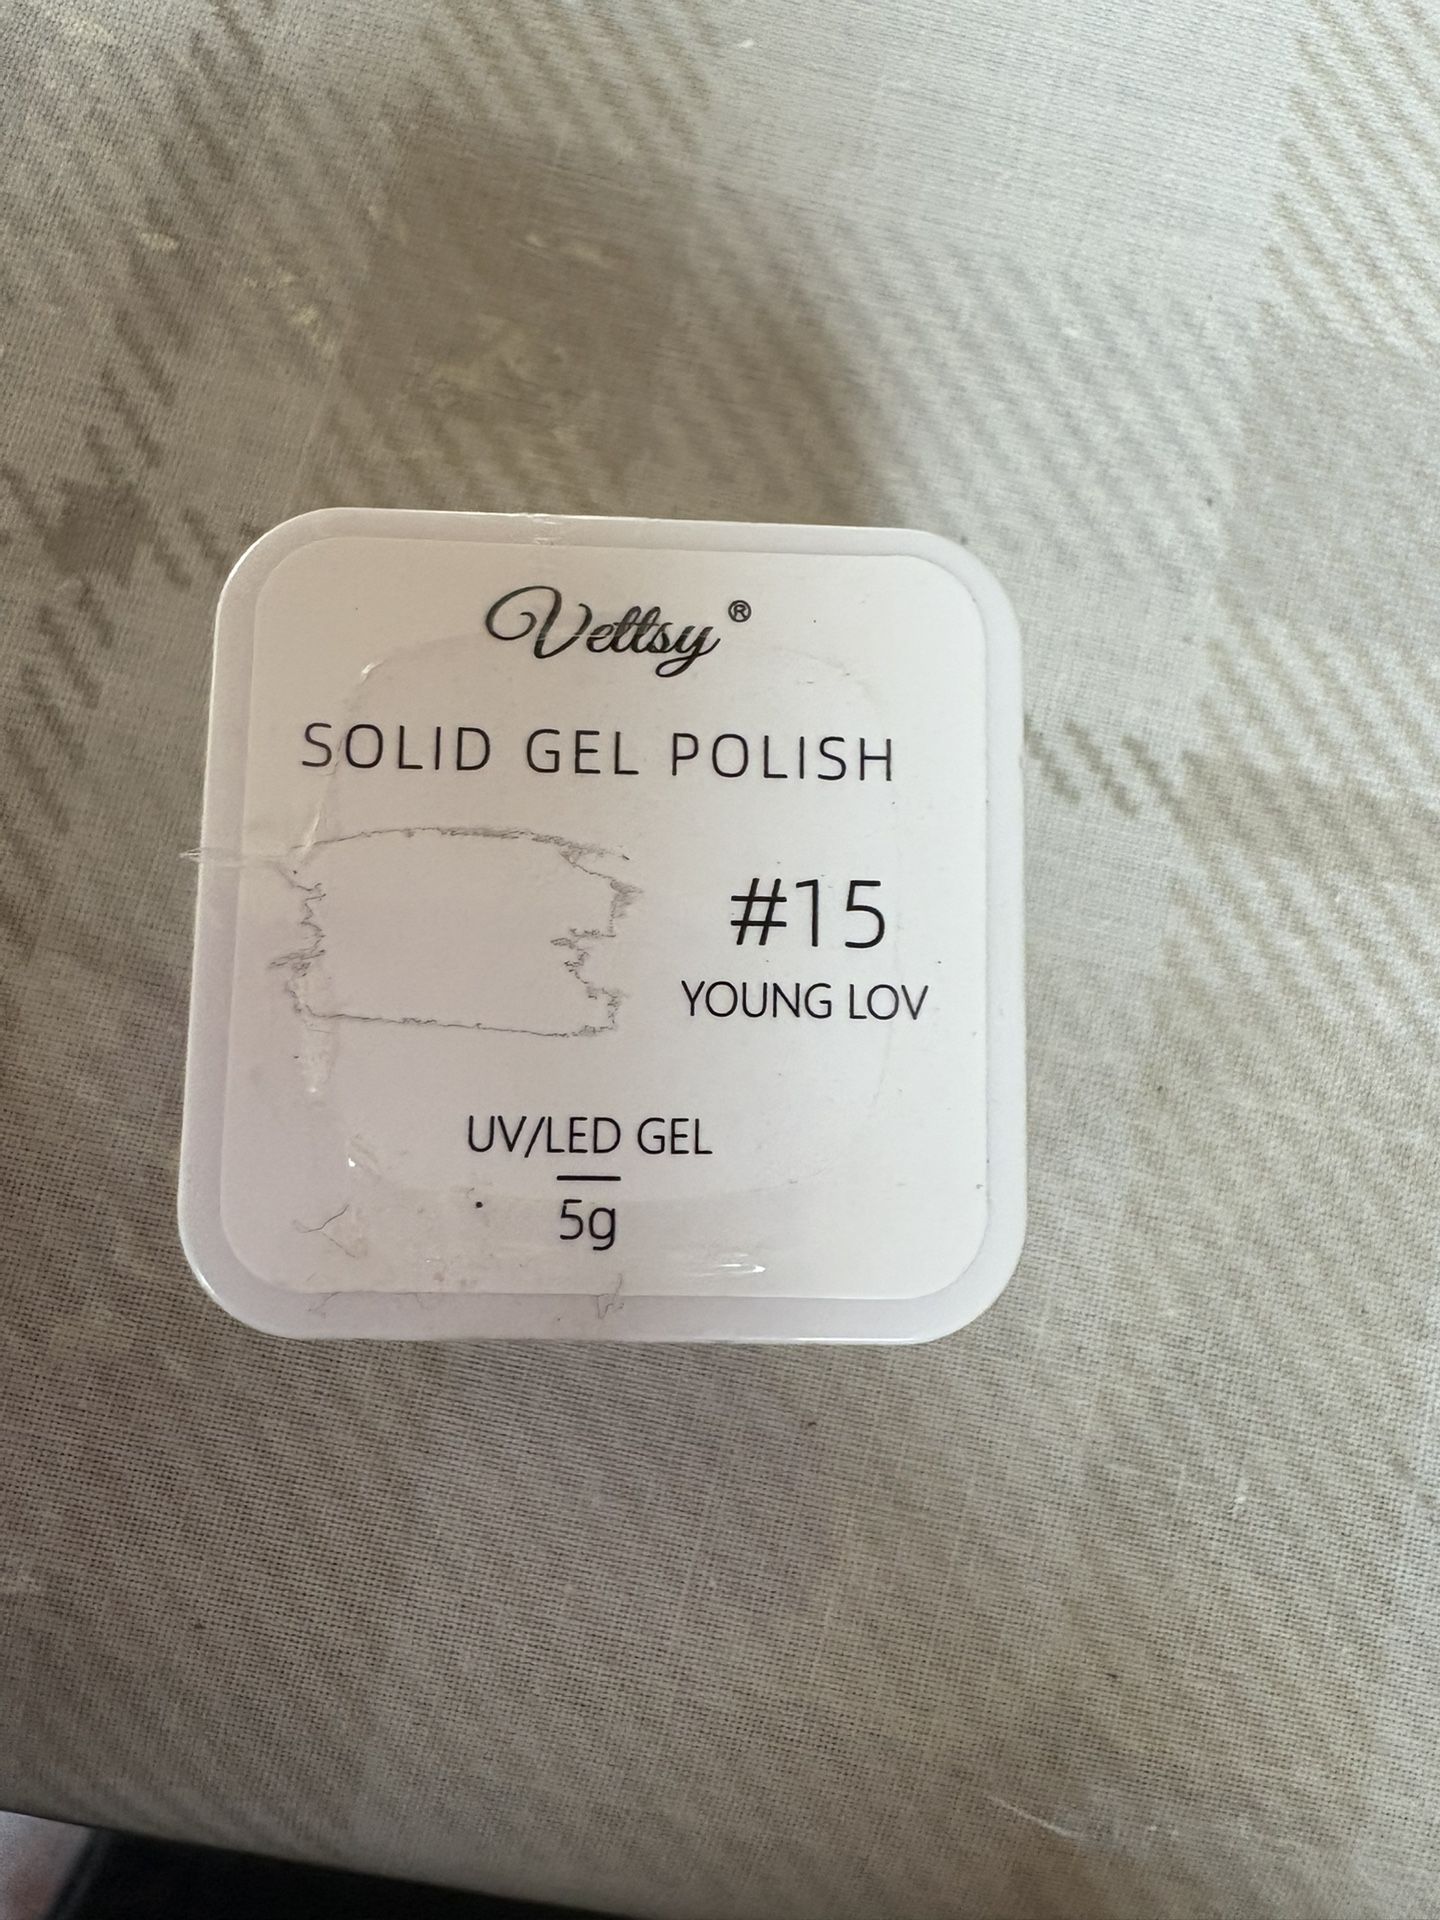 Vettsy®
SOLID GEL POLISH
#15
YOUNG LOV
UV/LED GEL
5g